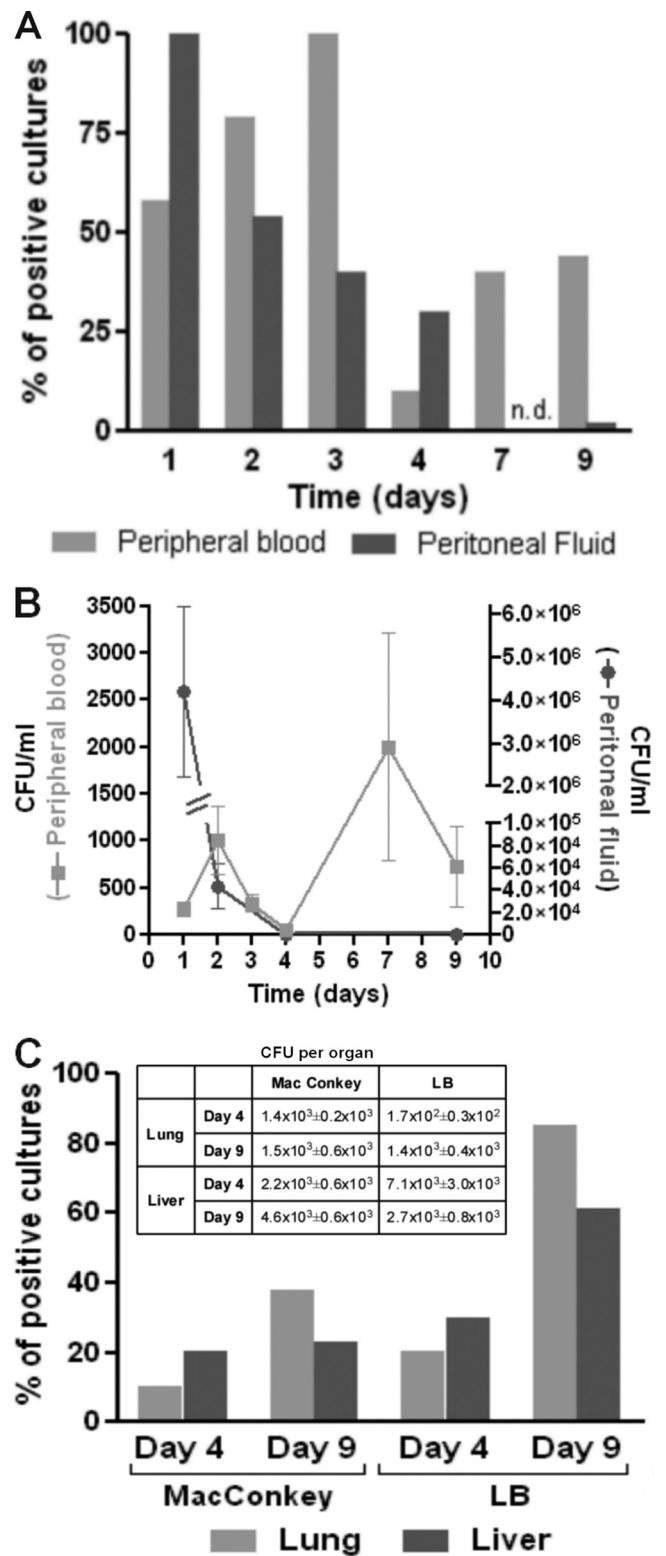 A
% of positive cultures
100
75
50
25
0
n.d.
1 2 3 4 7 9
Time (days)
Peripheral blood Peritoneal Fluid
B
CFU/ml
(-■- Peripheral blood)
3500
3000
2500
2000
1500
1000
500
0
6.0×10⁶
5.0×10⁶
4.0×10⁶
3.0×10⁶
2.0×10⁶
1.0×10⁵
8.0×10⁴
6.0×10⁴
4.0×10⁴
2.0×10⁴
0
CFU/ml
(-●- Peritoneal fluid)
0 1 2 3 4 5 6 7 8 9 10
Time (days)
C
% of positive cultures
100
80
60
40
20
0
CFU per organ
Mac Conkey LB
Lung Day 4 1.4x10³±0.2x10³ 1.7x10²±0.3x10²
Day 9 1.5x10³±0.6x10³ 1.4x10³±0.4x10³
Liver Day 4 2.2x10³±0.6x10³ 7.1x10³±3.0x10³
Day 9 4.6x10³±0.6x10³ 2.7x10³±0.8x10³
Day 4 Day 9 Day 4 Day 9
MacConkey LB
Lung Liver